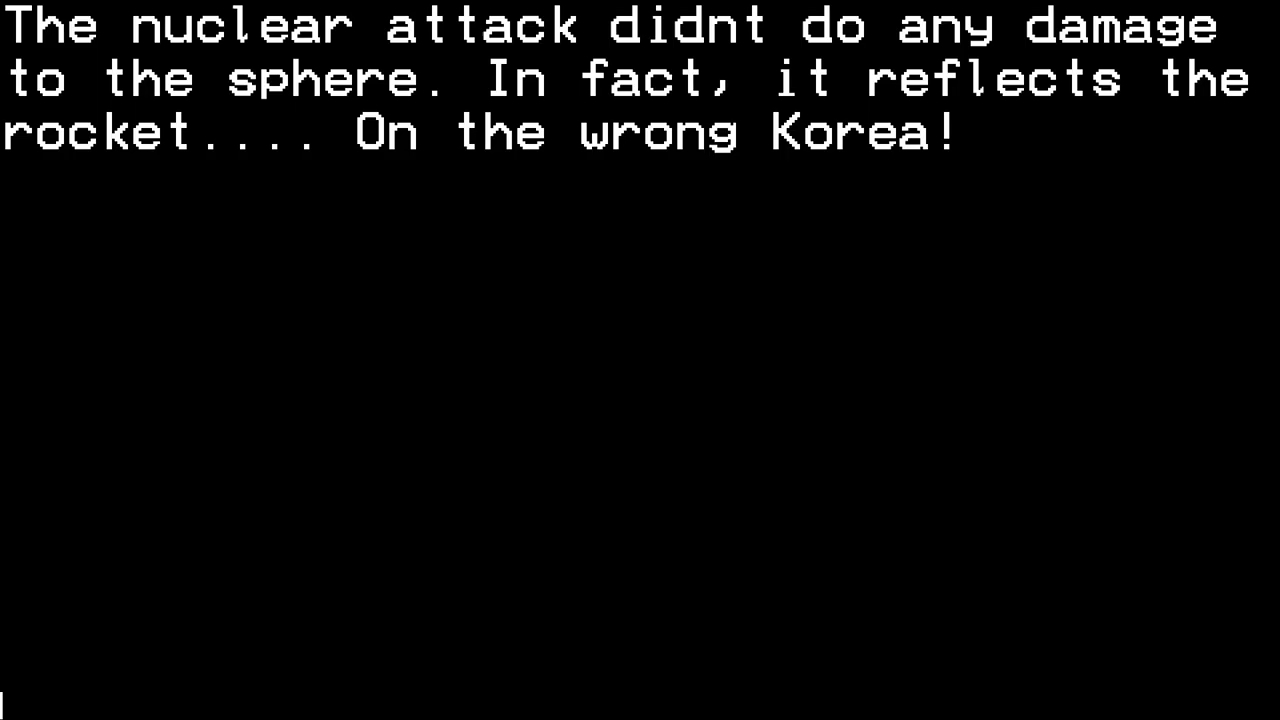 The nuclear attack didnt do any damage
to the sphere. In fact, it reflects the
rocket.... On the wrong Korea!